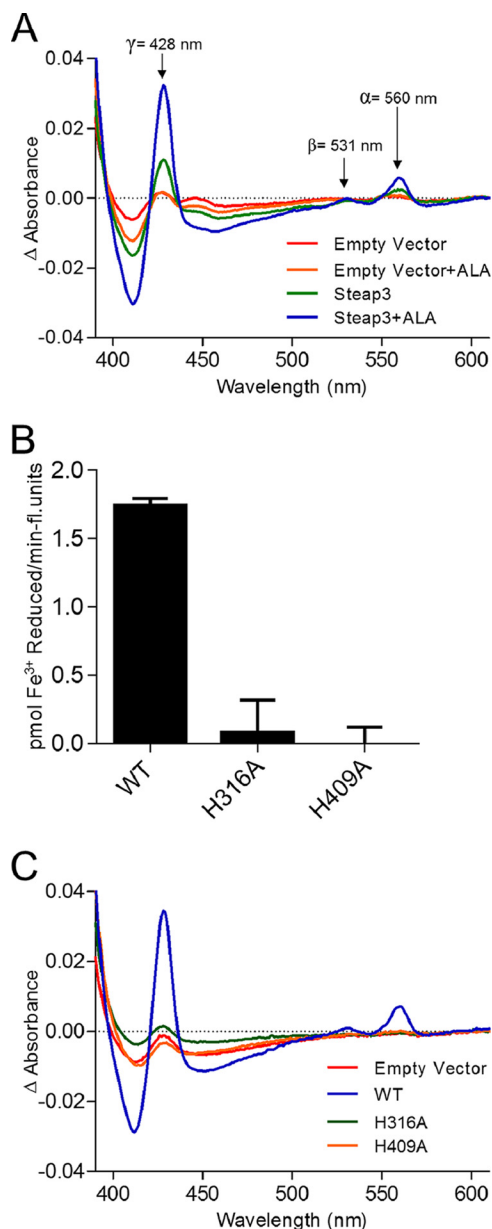 A
γ= 428 nm
α= 560 nm
β= 531 nm
0.04
0.02
0.00
-0.02
-0.04
Δ Absorbance
Empty Vector
Empty Vector+ALA
Steap3
Steap3+ALA
400 450 500 550 600
Wavelength (nm)
B
2.0
1.5
1.0
0.5
0.0
pmol Fe³⁺ Reduced/min-fl.units
WT
H316A
H409A
C
0.04
0.02
0.00
-0.02
-0.04
Δ Absorbance
Empty Vector
WT
H316A
H409A
400 450 500 550 600
Wavelength (nm)